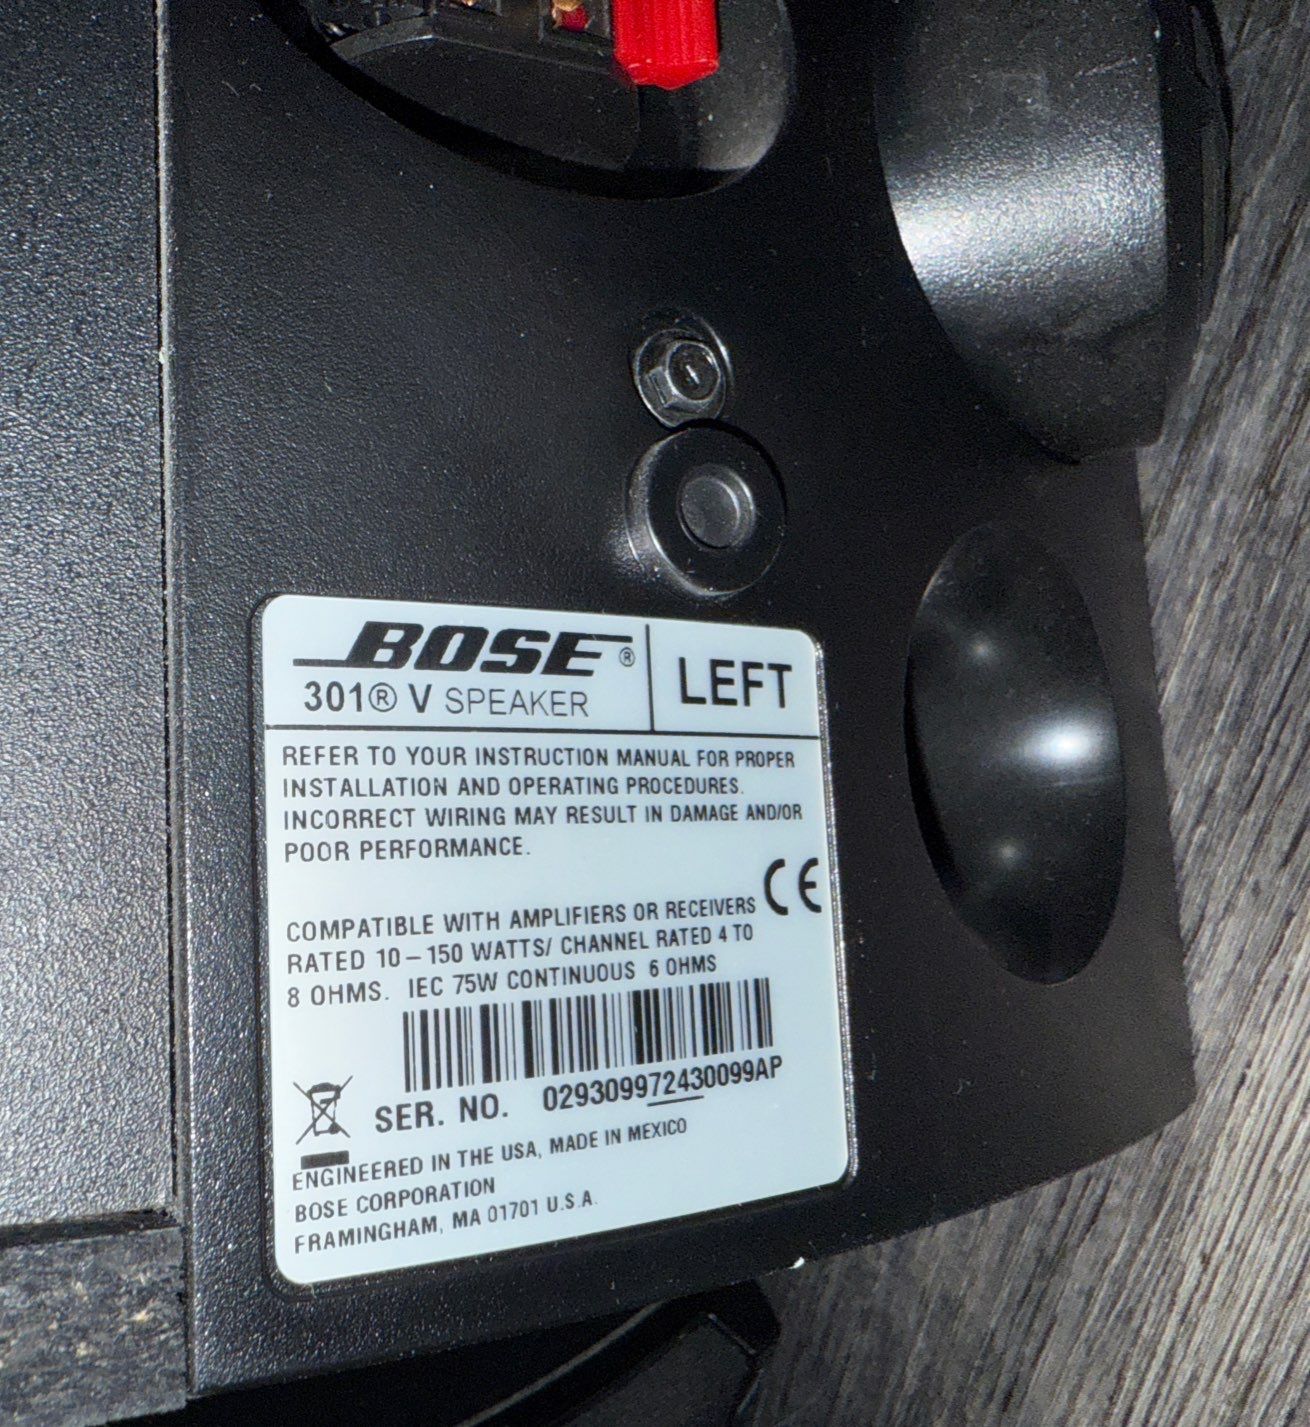 BOSE®
301® V SPEAKER
LEFT
REFER TO YOUR INSTRUCTION MANUAL FOR PROPER
INSTALLATION AND OPERATING PROCEDURES.
INCORRECT WIRING MAY RESULT IN DAMAGE AND/OR
POOR PERFORMANCE.
CE
COMPATIBLE WITH AMPLIFIERS OR RECEIVERS
RATED 10 – 150 WATTS/ CHANNEL RATED 4 TO
8 OHMS. IEC 75W CONTINUOUS 6 OHMS
SER. NO. 029309972430099AP
ENGINEERED IN THE USA, MADE IN MEXICO
BOSE CORPORATION
FRAMINGHAM, MA 01701 U.S.A.